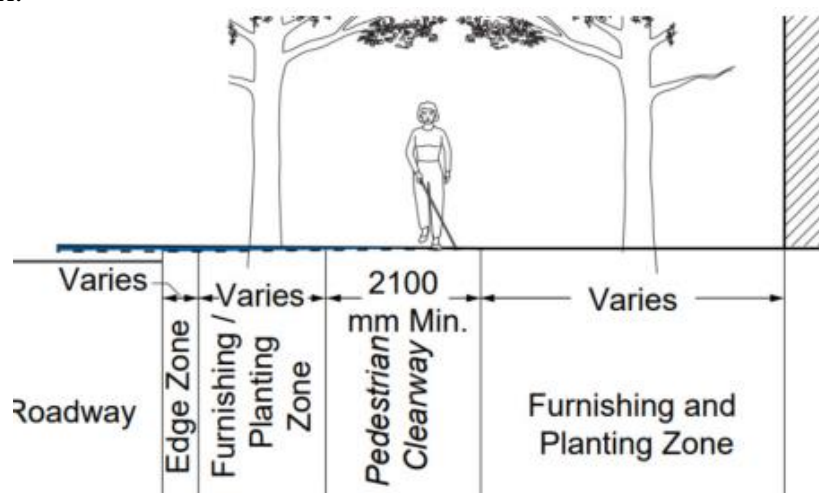 Varies
Varies
2100
mm Min.
Varies
Roadway
Edge Zone
Furnishing /
Planting
Zone
Pedestrian
Clearway
Furnishing and
Planting Zone